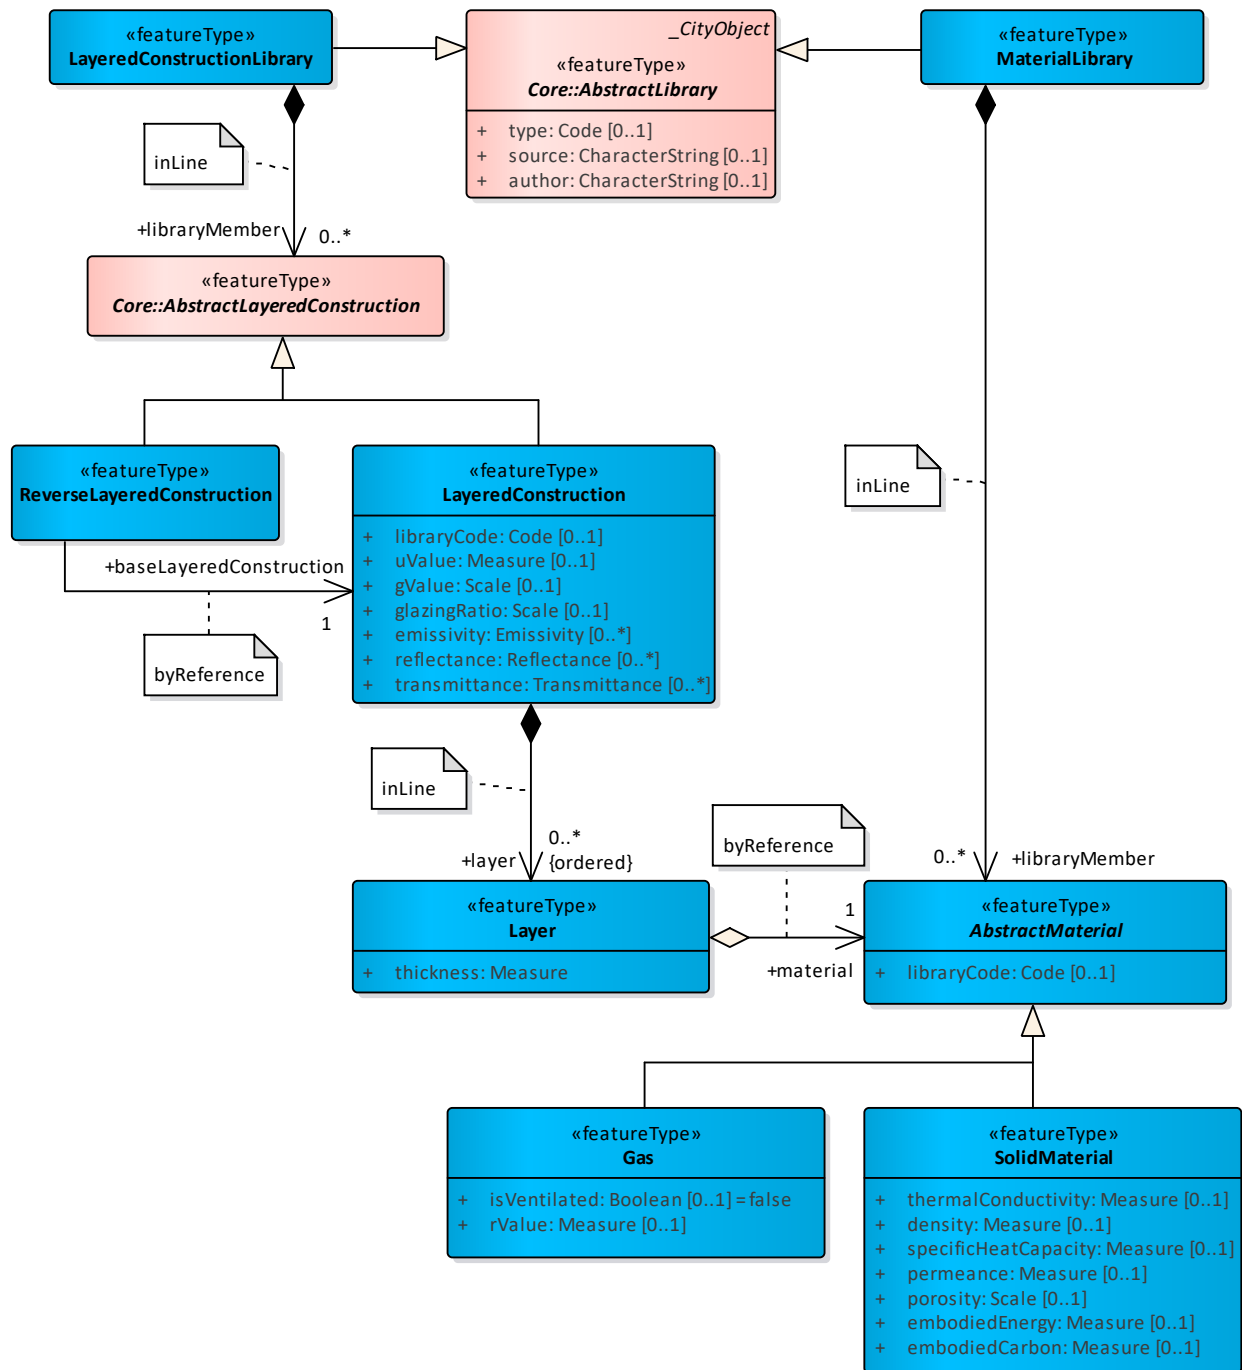 «featureType»
LayeredConstructionLibrary
_CityObject
«featureType»
Core::AbstractLibrary
+ type: Code [0..1]
+ source: CharacterString [0..1]
+ author: CharacterString [0..1]
«featureType»
MaterialLibrary
inLine
+libraryMember
0..*
«featureType»
Core::AbstractLayeredConstruction
«featureType»
ReverseLayeredConstruction
«featureType»
LayeredConstruction
+ libraryCode: Code [0..1]
+ uValue: Measure [0..1]
+ gValue: Scale [0..1]
+ glazingRatio: Scale [0..1]
+ emissivity: Emissivity [0..*]
+ reflectance: Reflectance [0..*]
+ transmittance: Transmittance [0..*]
inLine
+baseLayeredConstruction
1
byReference
inLine
0..*
+layer
{ordered}
byReference
0..*
+libraryMember
«featureType»
Layer
+ thickness: Measure
1
+material
«featureType»
AbstractMaterial
+ libraryCode: Code [0..1]
«featureType»
Gas
+ isVentilated: Boolean [0..1] = false
+ rValue: Measure [0..1]
«featureType»
SolidMaterial
+ thermalConductivity: Measure [0..1]
+ density: Measure [0..1]
+ specificHeatCapacity: Measure [0..1]
+ permeance: Measure [0..1]
+ porosity: Scale [0..1]
+ embodiedEnergy: Measure [0..1]
+ embodiedCarbon: Measure [0..1]